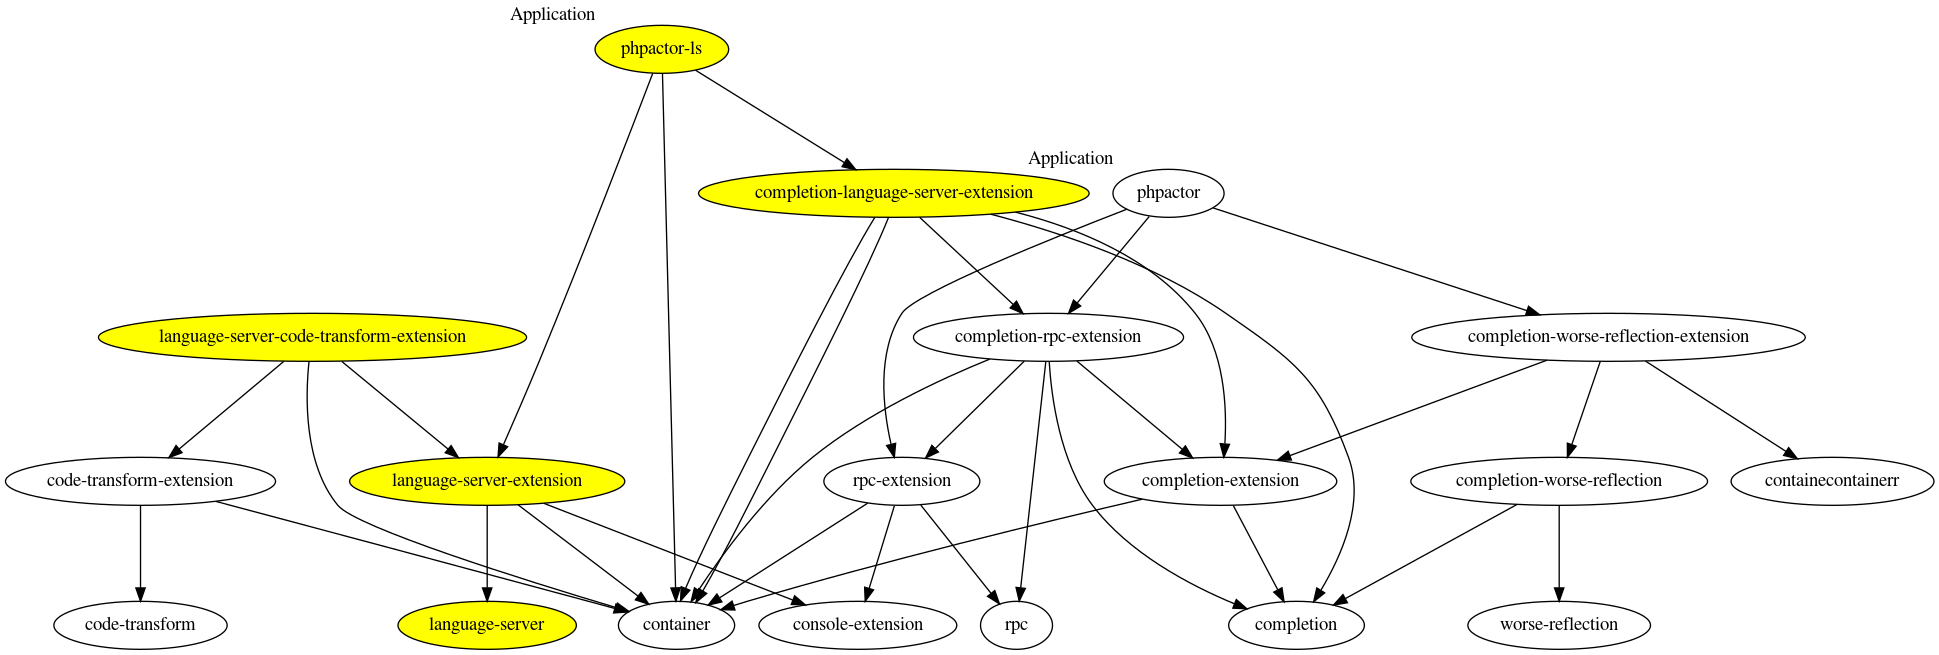 Application
phpactor-ls
Application
completion-language-server-extension
phpactor
language-server-code-transform-extension
completion-rpc-extension
completion-worse-reflection-extension
code-transform-extension
language-server-extension
rpc-extension
completion-extension
completion-worse-reflection
containecontainerr
code-transform
language-server
container
console-extension
rpc
completion
worse-reflection